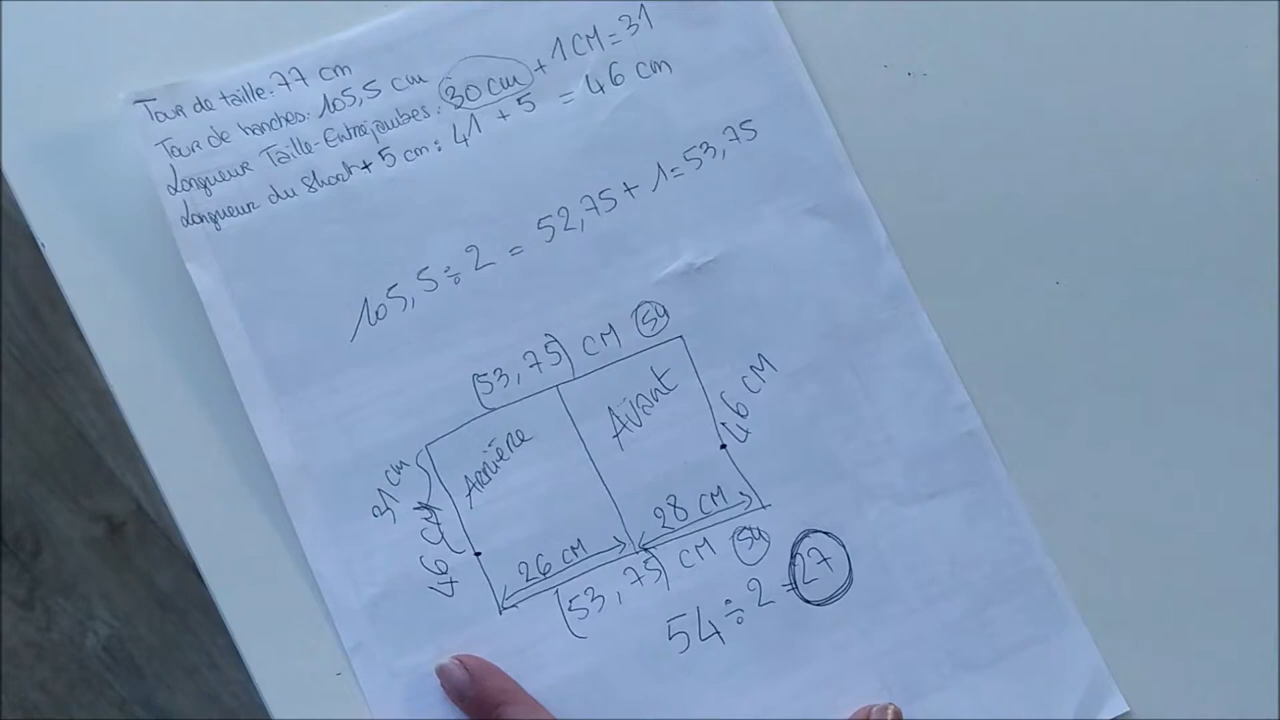 Tour de taille: 77 cm
Tour de hanches: 105,5 cm
Longueur Taille-Entrejambes: 30 cm + 1 CM = 31
Longueur du Short + 5 cm: 41 + 5 = 46 cm
105,5 ÷ 2 = 52,75 + 1 = 53,75
(53,75) CM 54
Arrière
Avant
31 cm
46 CM
46 CM
26 CM
28 CM
(53,75) CM 54
54 ÷ 2 = 27